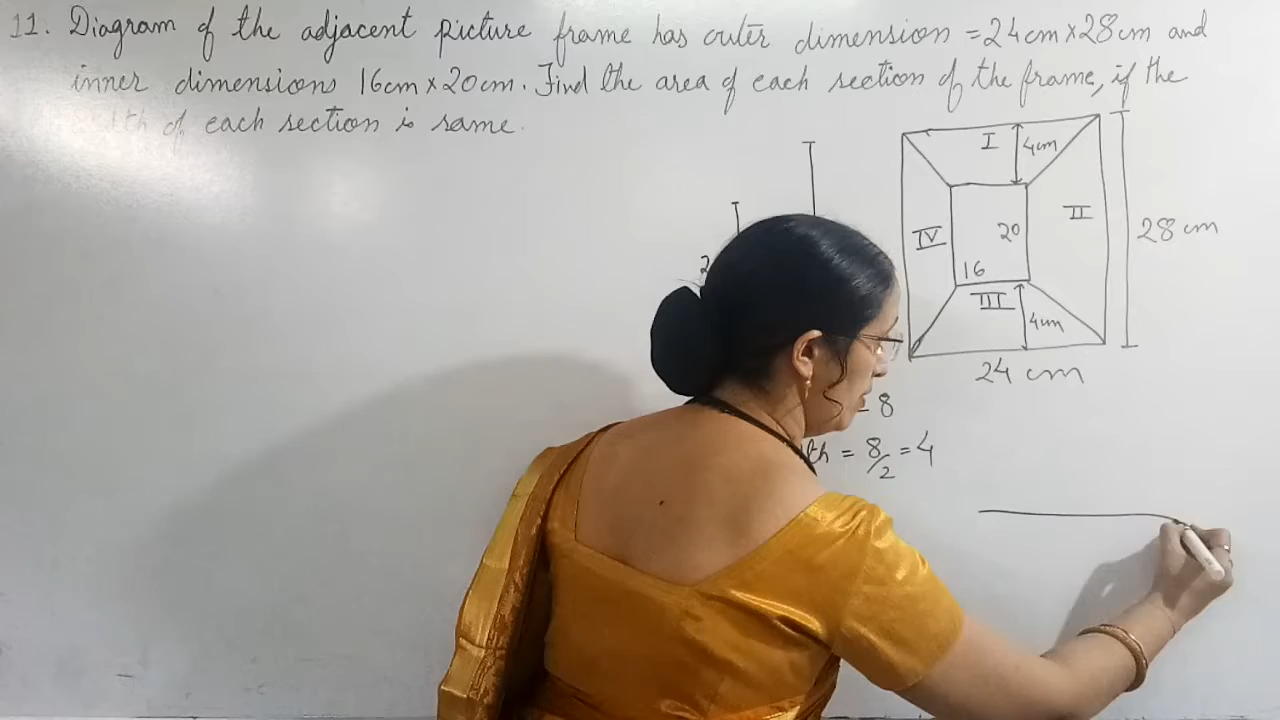 11. Diagram of the adjacent picture frame has outer dimension = 24cm×28cm and
inner dimensions 16cm×20cm. Find the area of each section of the frame, if the
of each section is same.
I
4cm
II
28 cm
IV
20
16
III
4cm
24 cm
2
= 8
th = 8/2 = 4